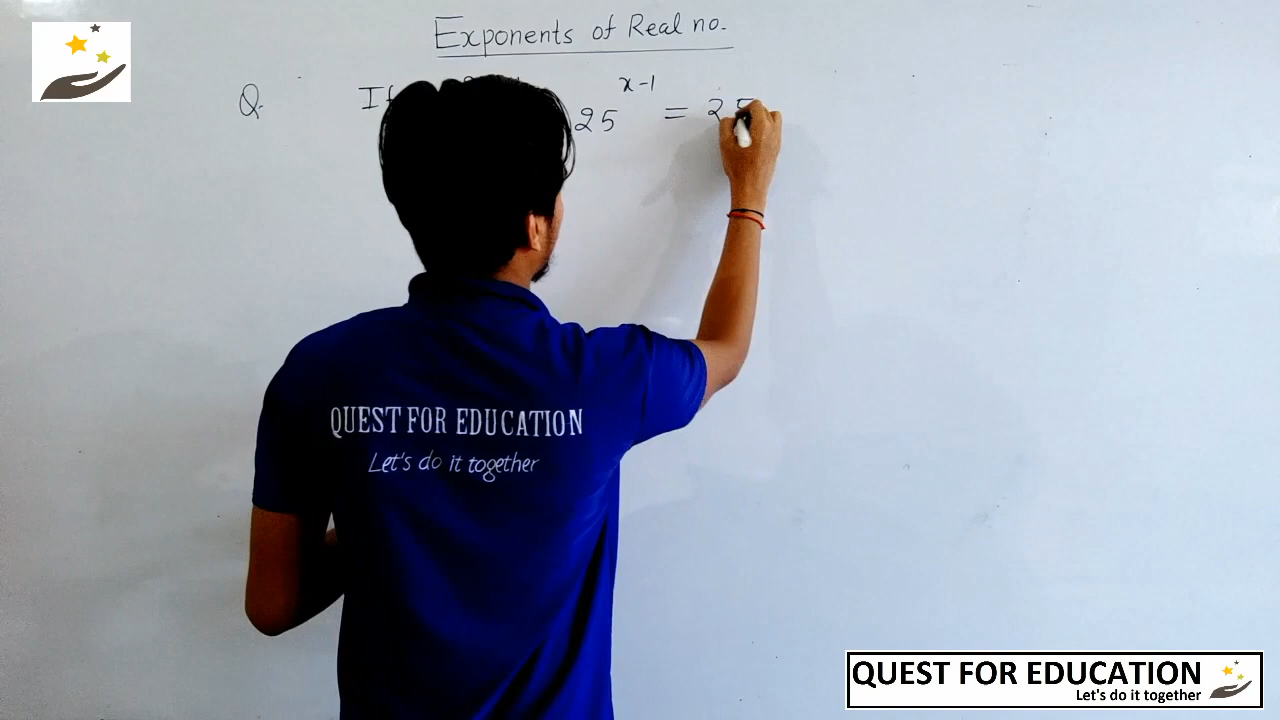 Exponents of Real no.
Q. If 25^(x-1) = 25
QUEST FOR EDUCATION
Let's do it together
QUEST FOR EDUCATION
Let's do it together